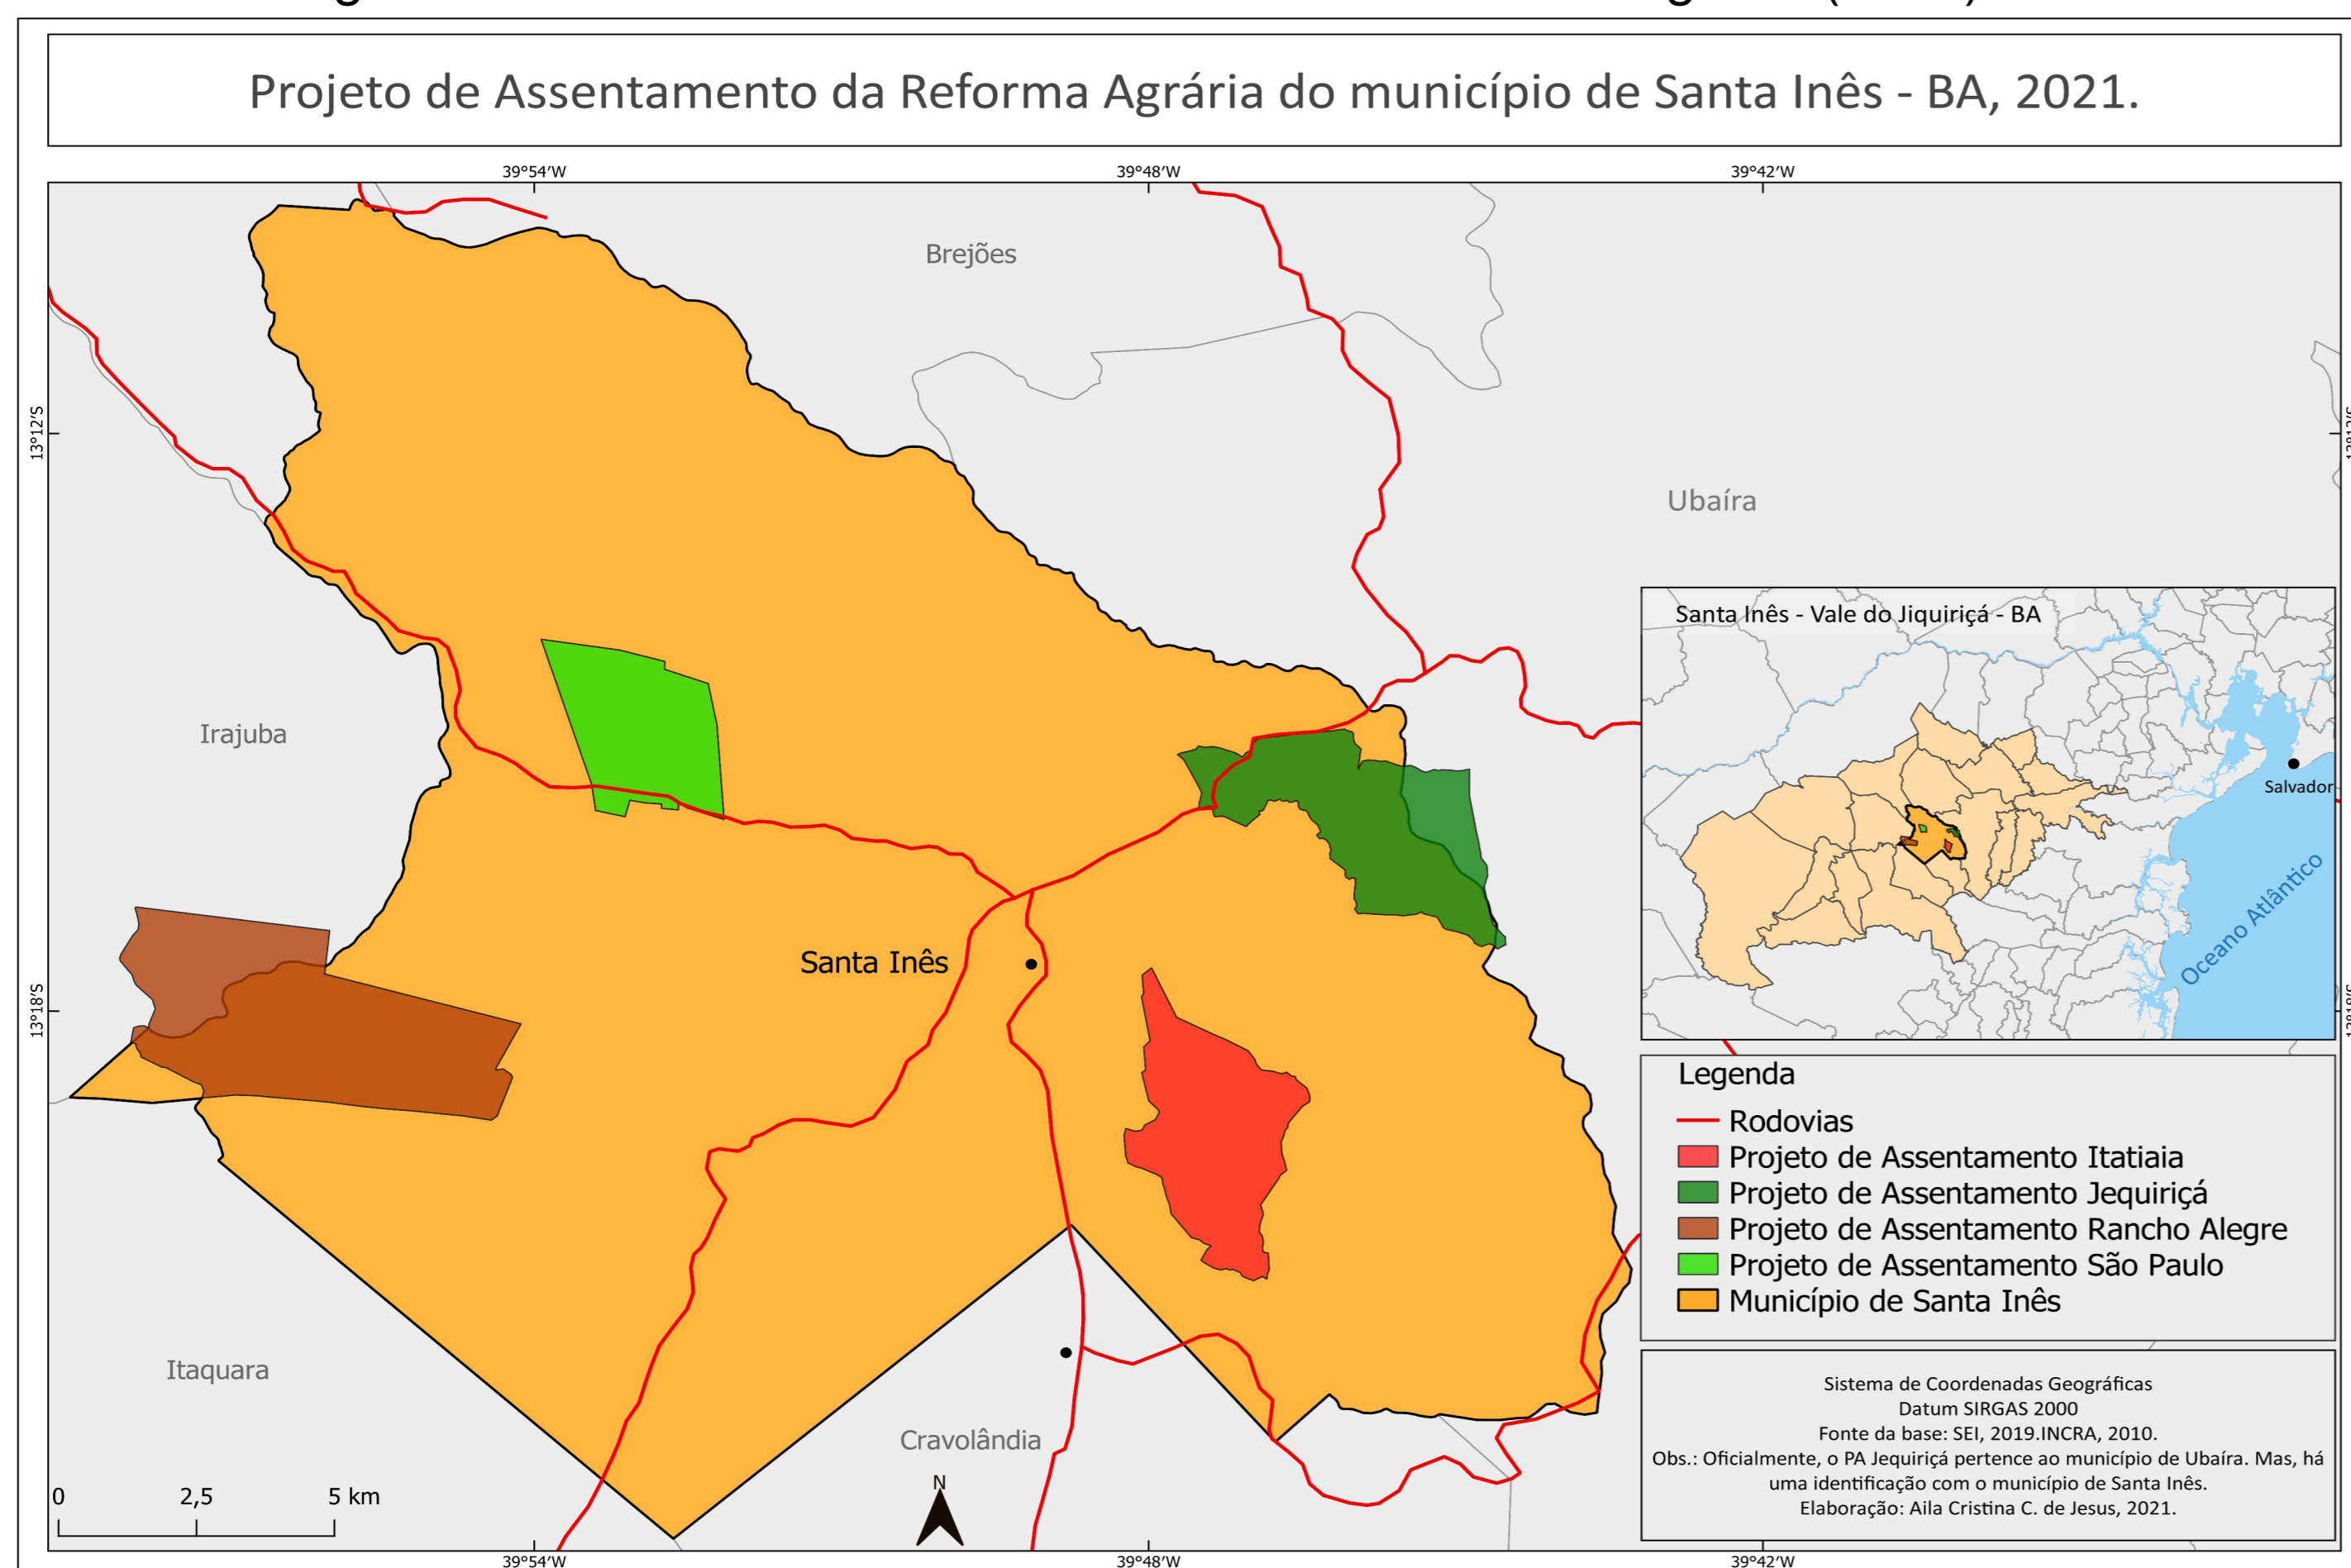 Projeto de Assentamento da Reforma Agrária do município de Santa Inês - BA, 2021.
39°54'W
39°48'W
39°42'W
Brejões
13°12'S
Ubaíra
Santa Inês - Vale do Jiquiriçá - BA
Irajuba
Salvador
Oceano Atlântico
Santa Inês
13°18'S
Legenda
Rodovias
Projeto de Assentamento Itatiaia
Projeto de Assentamento Jequiriçá
Projeto de Assentamento Rancho Alegre
Projeto de Assentamento São Paulo
Município de Santa Inês
Itaquara
Cravolândia
Sistema de Coordenadas Geográficas
Datum SIRGAS 2000
Fonte da base: SEI, 2019.INCRA, 2010.
Obs.: Oficialmente, o PA Jequiriçá pertence ao município de Ubaíra. Mas, há
uma identificação com o município de Santa Inês.
Elaboração: Aila Cristina C. de Jesus, 2021.
N
0 2,5 5 km
39°54'W
39°48'W
39°42'W